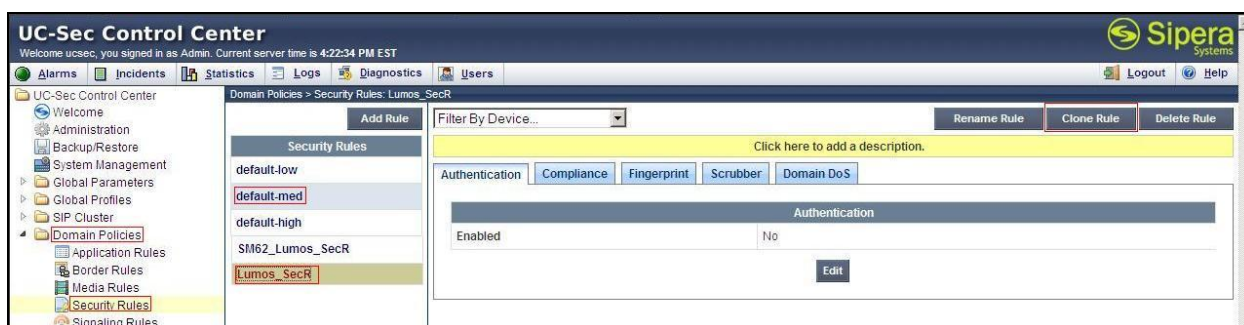 UC-Sec Control Center
Welcome ucsec, you signed in as Admin. Current server time is 4:22:34 PM EST
Sipera
Systems
Alarms Incidents Statistics Logs Diagnostics Users Logout Help
UC-Sec Control Center
Welcome
Administration
Backup/Restore
System Management
Global Parameters
Global Profiles
SIP Cluster
Domain Policies
Application Rules
Border Rules
Media Rules
Security Rules
Signaling Rules
Domain Policies > Security Rules: Lumos_SecR
Add Rule
Security Rules
default-low
default-med
default-high
SM62_Lumos_SecR
Lumos_SecR
Filter By Device...
Rename Rule Clone Rule Delete Rule
Click here to add a description.
Authentication Compliance Fingerprint Scrubber Domain DoS
Authentication
Enabled No
Edit